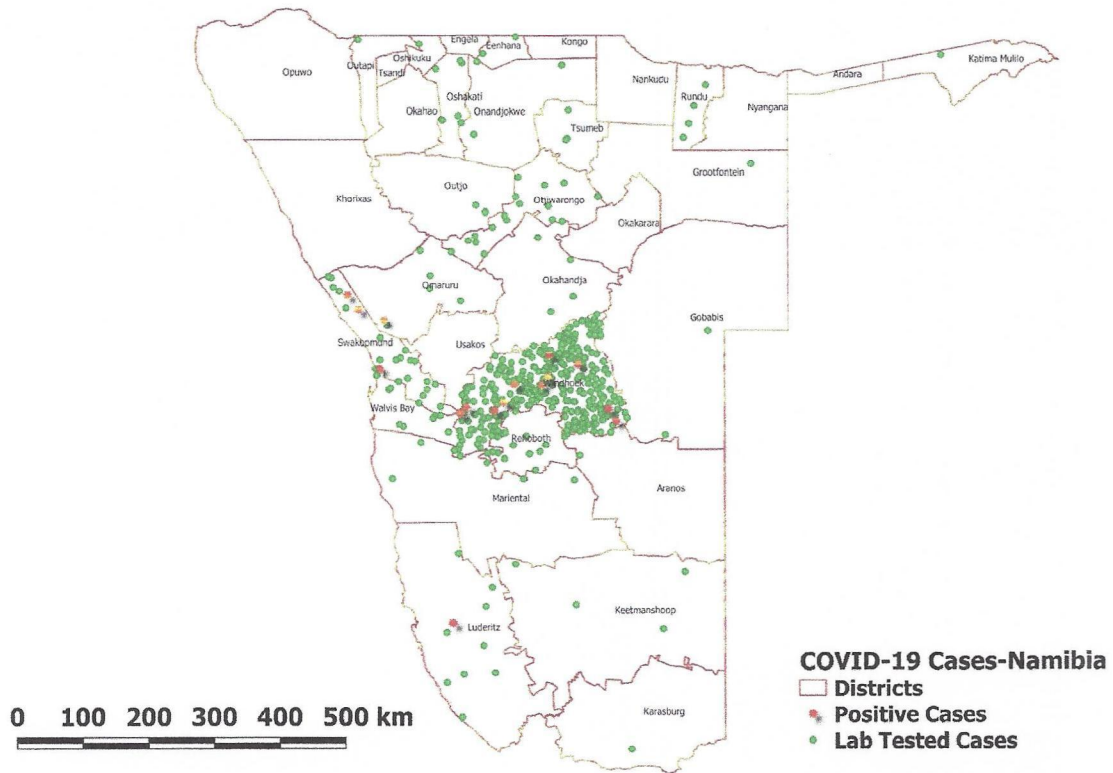 Engela
Eenhana
Kongo
Oshikuku
Opuwo
Outapi
Tsandi
Okahao
Oshakati
Onandjokwe
Tsumeb
Nankudu
Rundu
Nyangana
Andara
Katima Mulilo
Grootfontein
Outjo
Khorixas
Otjiwarongo
Okakarara
Omaruru
Okahandja
Gobabis
Swakopmund
Usakos
Windhoek
Walvis Bay
Rehoboth
Aranos
Mariental
Keetmanshoop
Luderitz
Karasburg
COVID-19 Cases-Namibia
Districts
Positive Cases
Lab Tested Cases
0 100 200 300 400 500 km